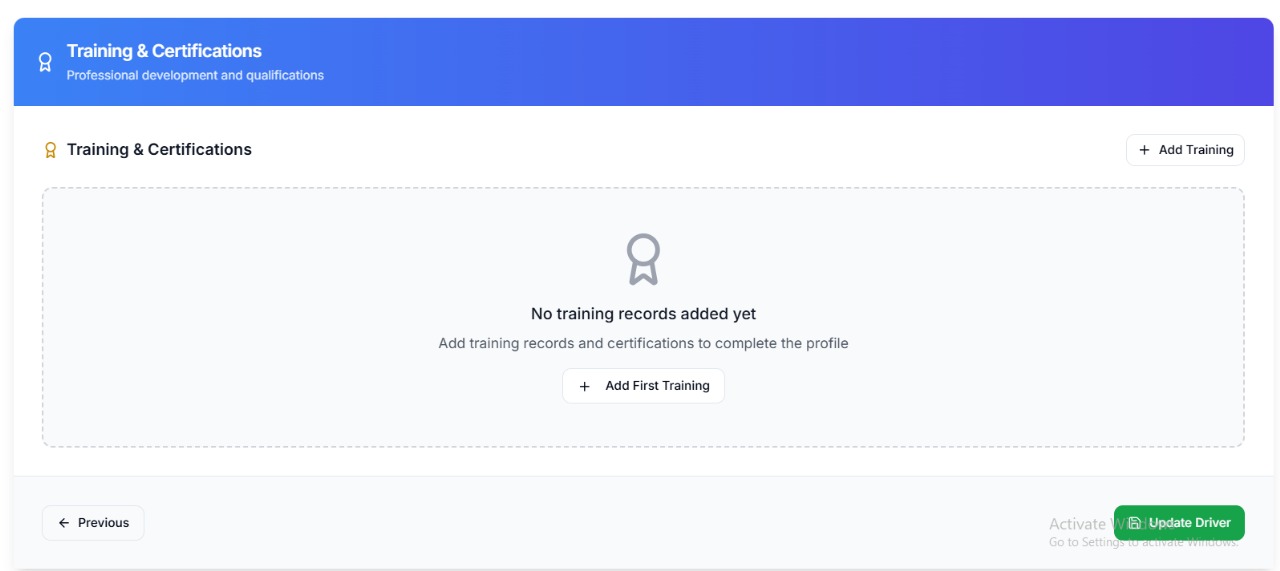 Training & Certifications
Professional development and qualifications
Training & Certifications
Add Training
No training records added yet
Add training records and certifications to complete the profile
Add First Training
Previous
Update Driver
Activate Windows
Go to Settings to activate Windows.